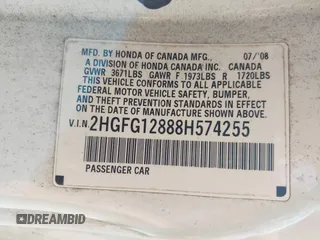 MFD. BY HONDA OF CANADA MFG., 07/'08
A DIVISION OF HONDA CANADA INC. CANADA
GVWR 3671LBS GAWR F 1973LBS R 1720LBS
THIS VEHICLE CONFORMS TO ALL APPLICABLE
FEDERAL MOTOR VEHICLE SAFETY, BUMPER,
AND THEFT PREVENTION STANDARDS IN EFFECT
ON THE DATE OF MANUFACTURE SHOWN ABOVE.
V.I.N. 2HGFG12888H574255
PASSENGER CAR
DREAMBID